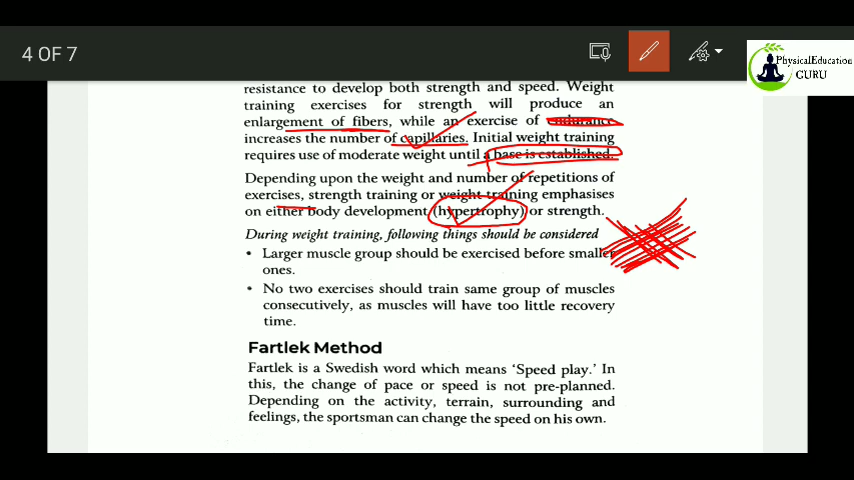 4 OF 7
PhysicalEducation
GURU
resistance to develop both strength and speed. Weight
training exercises for strength will produce an
enlargement of fibers, while an exercise of endurance
increases the number of capillaries. Initial weight training
requires use of moderate weight until a base is established.
Depending upon the weight and number of repetitions of
exercises, strength training or weight training emphasises
on either body development (hypertrophy) or strength.
During weight training, following things should be considered
• Larger muscle group should be exercised before smaller
ones.
• No two exercises should train same group of muscles
consecutively, as muscles will have too little recovery
time.
Fartlek Method
Fartlek is a Swedish word which means ‘Speed play.’ In
this, the change of pace or speed is not pre-planned.
Depending on the activity, terrain, surrounding and
feelings, the sportsman can change the speed on his own.